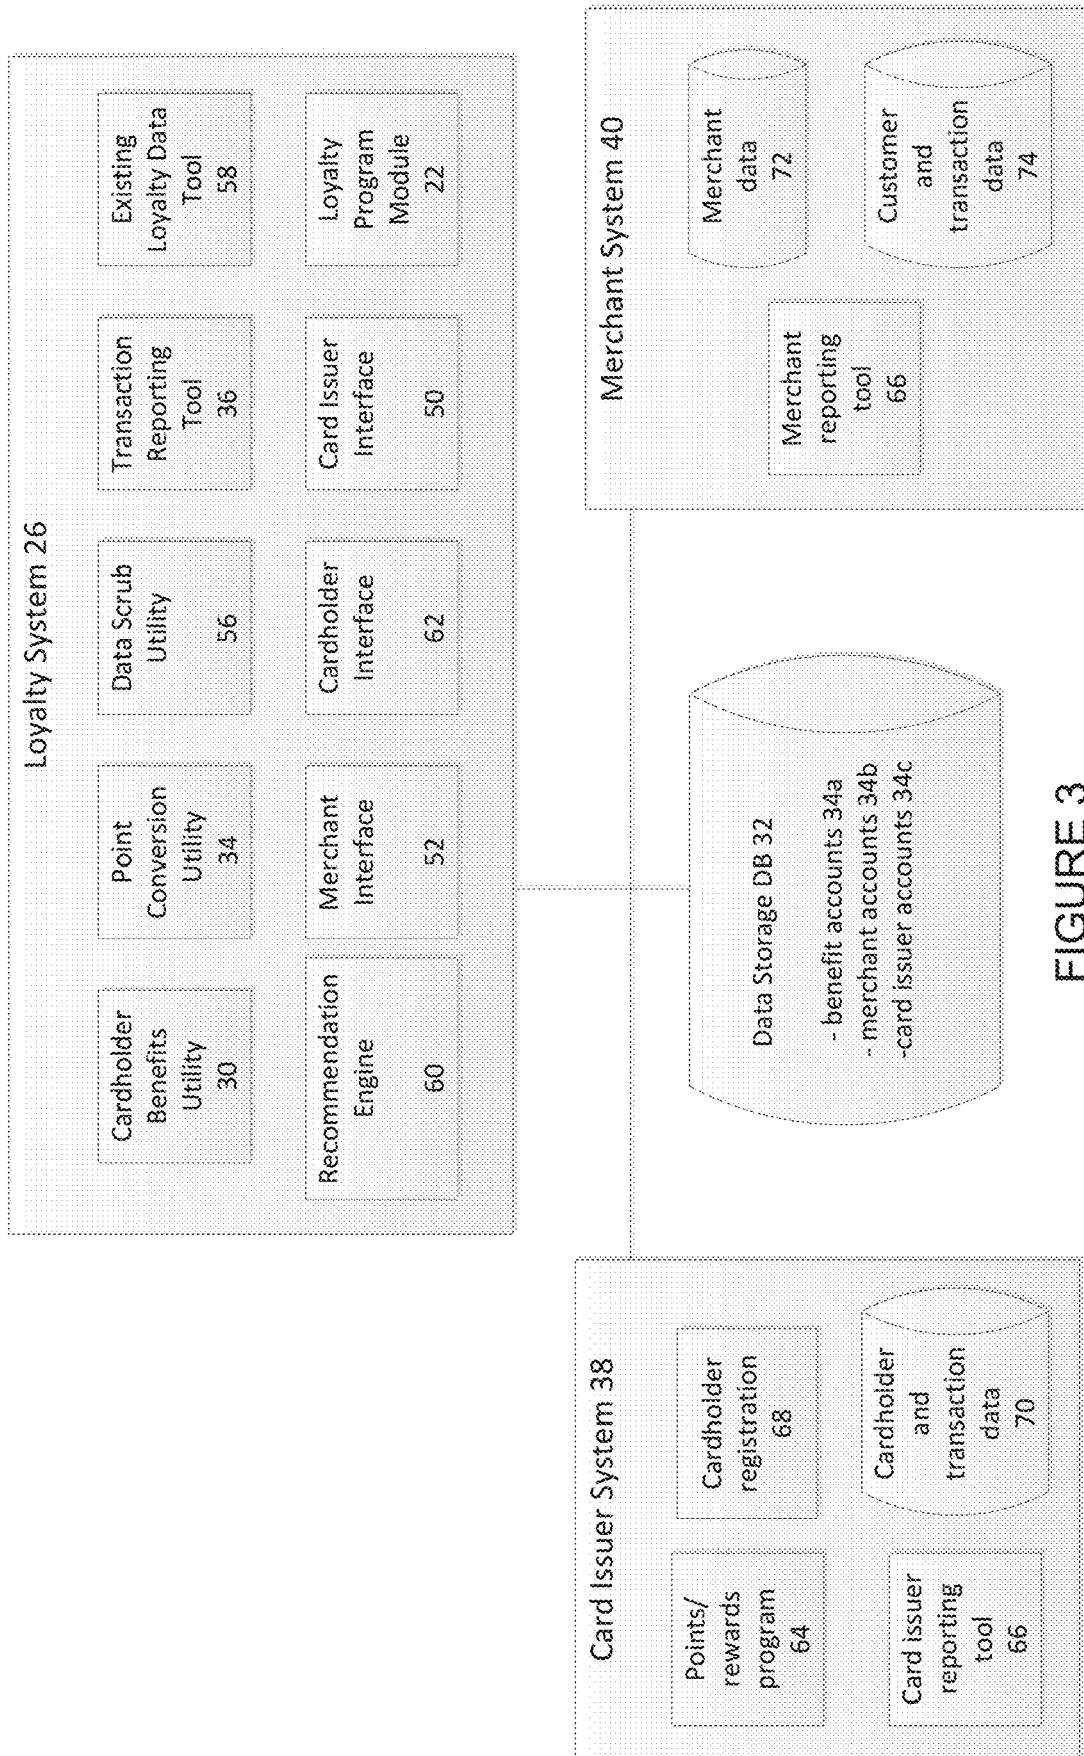 Loyalty System 26
Cardholder
Benefits
Utility
30
Point
Conversion
Utility
34
Data Scrub
Utility
56
Transaction
Reporting
Tool
36
Existing
Loyalty Data
Tool
58
Recommendation
Engine
60
Merchant
Interface
52
Cardholder
Interface
62
Card Issuer
Interface
50
Loyalty
Program
Module
22
Card Issuer System 38
Points/
rewards
program
64
Cardholder
registration
68
Card issuer
reporting
tool
66
Cardholder
and
transaction
data
70
Data Storage DB 32
- benefit accounts 34a
- merchant accounts 34b
-card issuer accounts 34c
Merchant System 40
Merchant
reporting
tool
66
Merchant
data
72
Customer
and
transaction
data
74
FIGURE 3